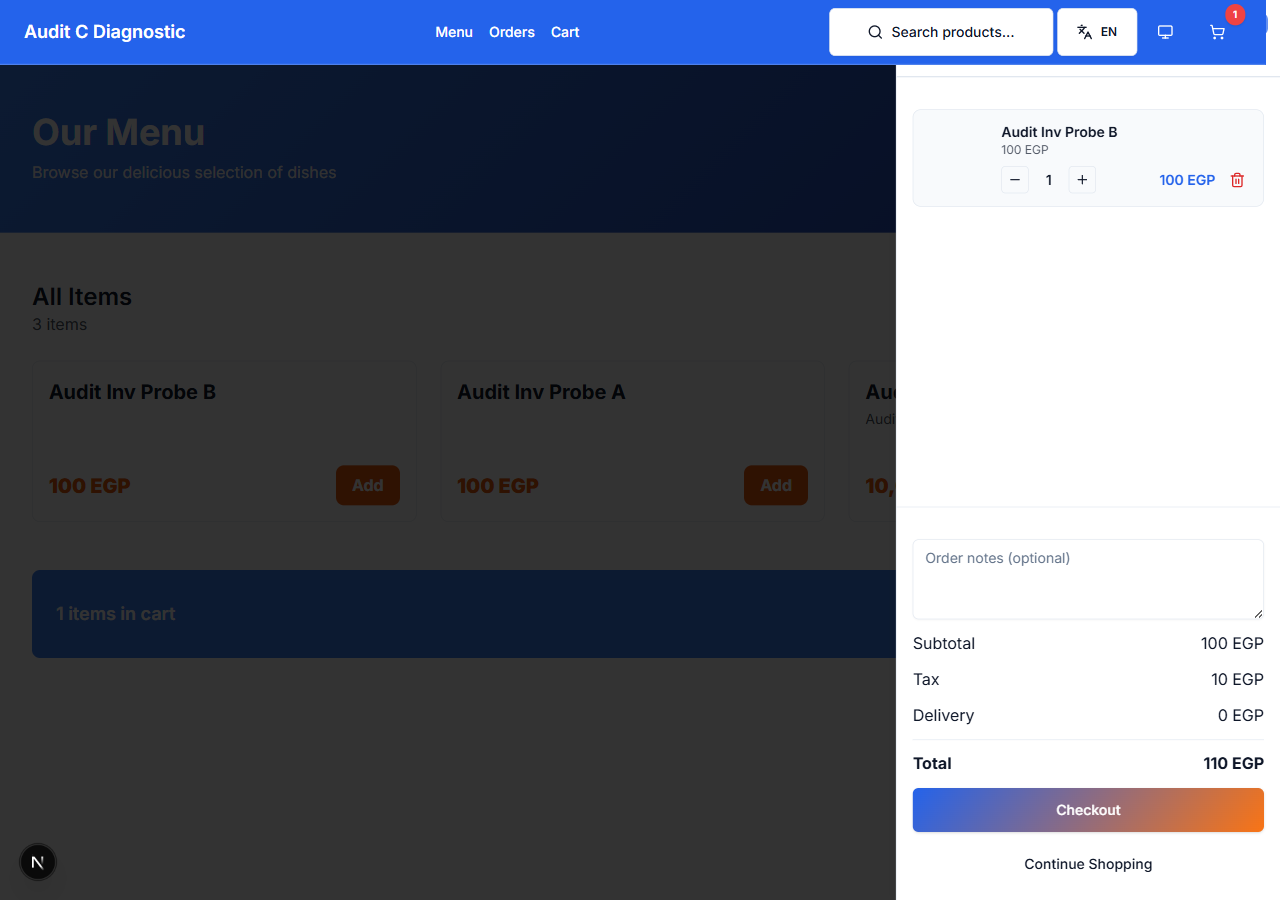 Audit C Diagnostic
Menu Orders Cart
Search products...
EN
1
Our Menu
Browse our delicious selection of dishes
All Items
3 items
Audit Inv Probe B
100 EGP
Add
Audit Inv Probe A
100 EGP
Add
Audi
10,
1 items in cart
N
Audit Inv Probe B
100 EGP
1
100 EGP
Order notes (optional)
Subtotal 100 EGP
Tax 10 EGP
Delivery 0 EGP
Total 110 EGP
Checkout
Continue Shopping